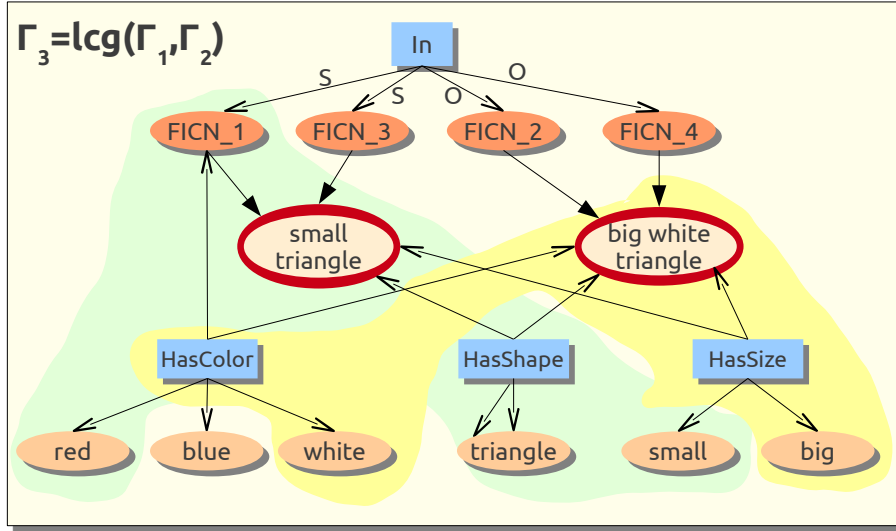 Γ3=lcg(Γ1,Γ2)
In
S
S
O
O
FICN_1
FICN_3
FICN_2
FICN_4
small
triangle
big white
triangle
HasColor
HasShape
HasSize
red
blue
white
triangle
small
big